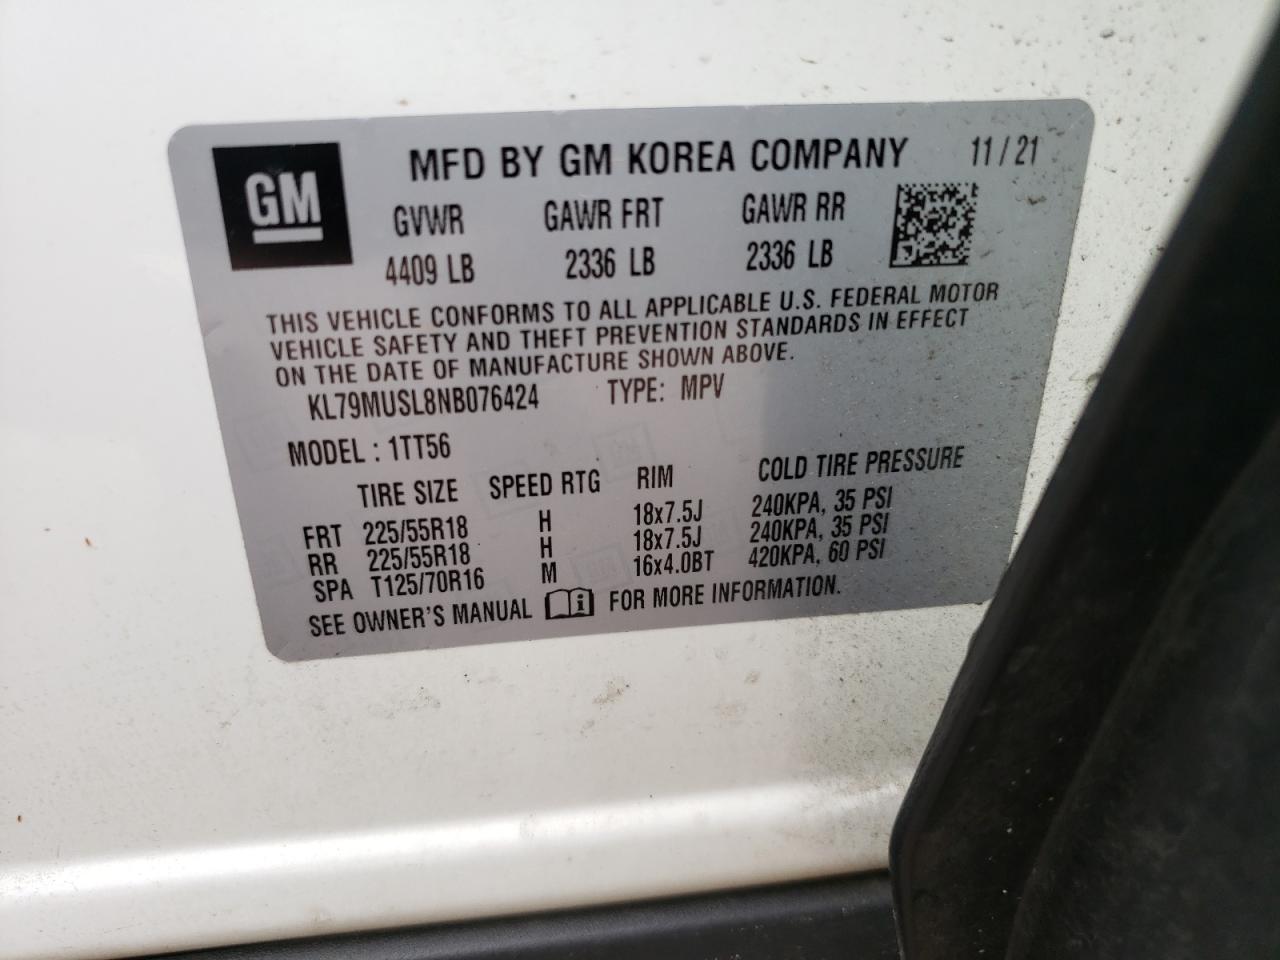 GM
MFD BY GM KOREA COMPANY 11/21
GVWR GAWR FRT GAWR RR
4409 LB 2336 LB 2336 LB
THIS VEHICLE CONFORMS TO ALL APPLICABLE U.S. FEDERAL MOTOR
VEHICLE SAFETY AND THEFT PREVENTION STANDARDS IN EFFECT
ON THE DATE OF MANUFACTURE SHOWN ABOVE.
KL79MUSL8NB076424 TYPE: MPV
MODEL : 1TT56
TIRE SIZE SPEED RTG RIM COLD TIRE PRESSURE
FRT 225/55R18 H 18x7.5J 240KPA, 35 PSI
RR 225/55R18 H 18x7.5J 240KPA, 35 PSI
SPA T125/70R16 M 16x4.0BT 420KPA, 60 PSI
SEE OWNER'S MANUAL FOR MORE INFORMATION.